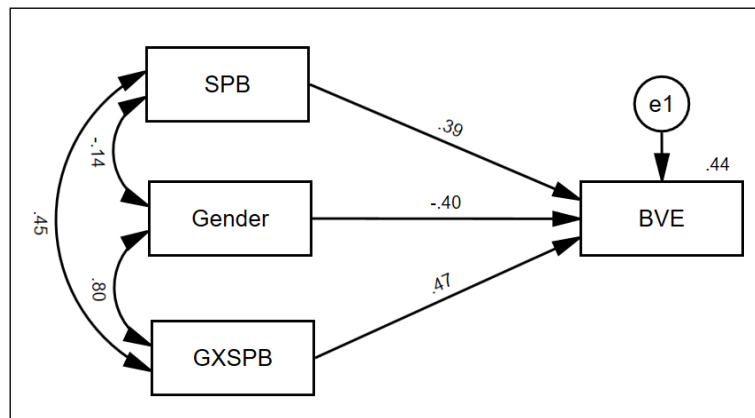 SPB
e1
.39
-.14
.44
Gender
-.40
BVE
.45
.80
.47
GXSPB